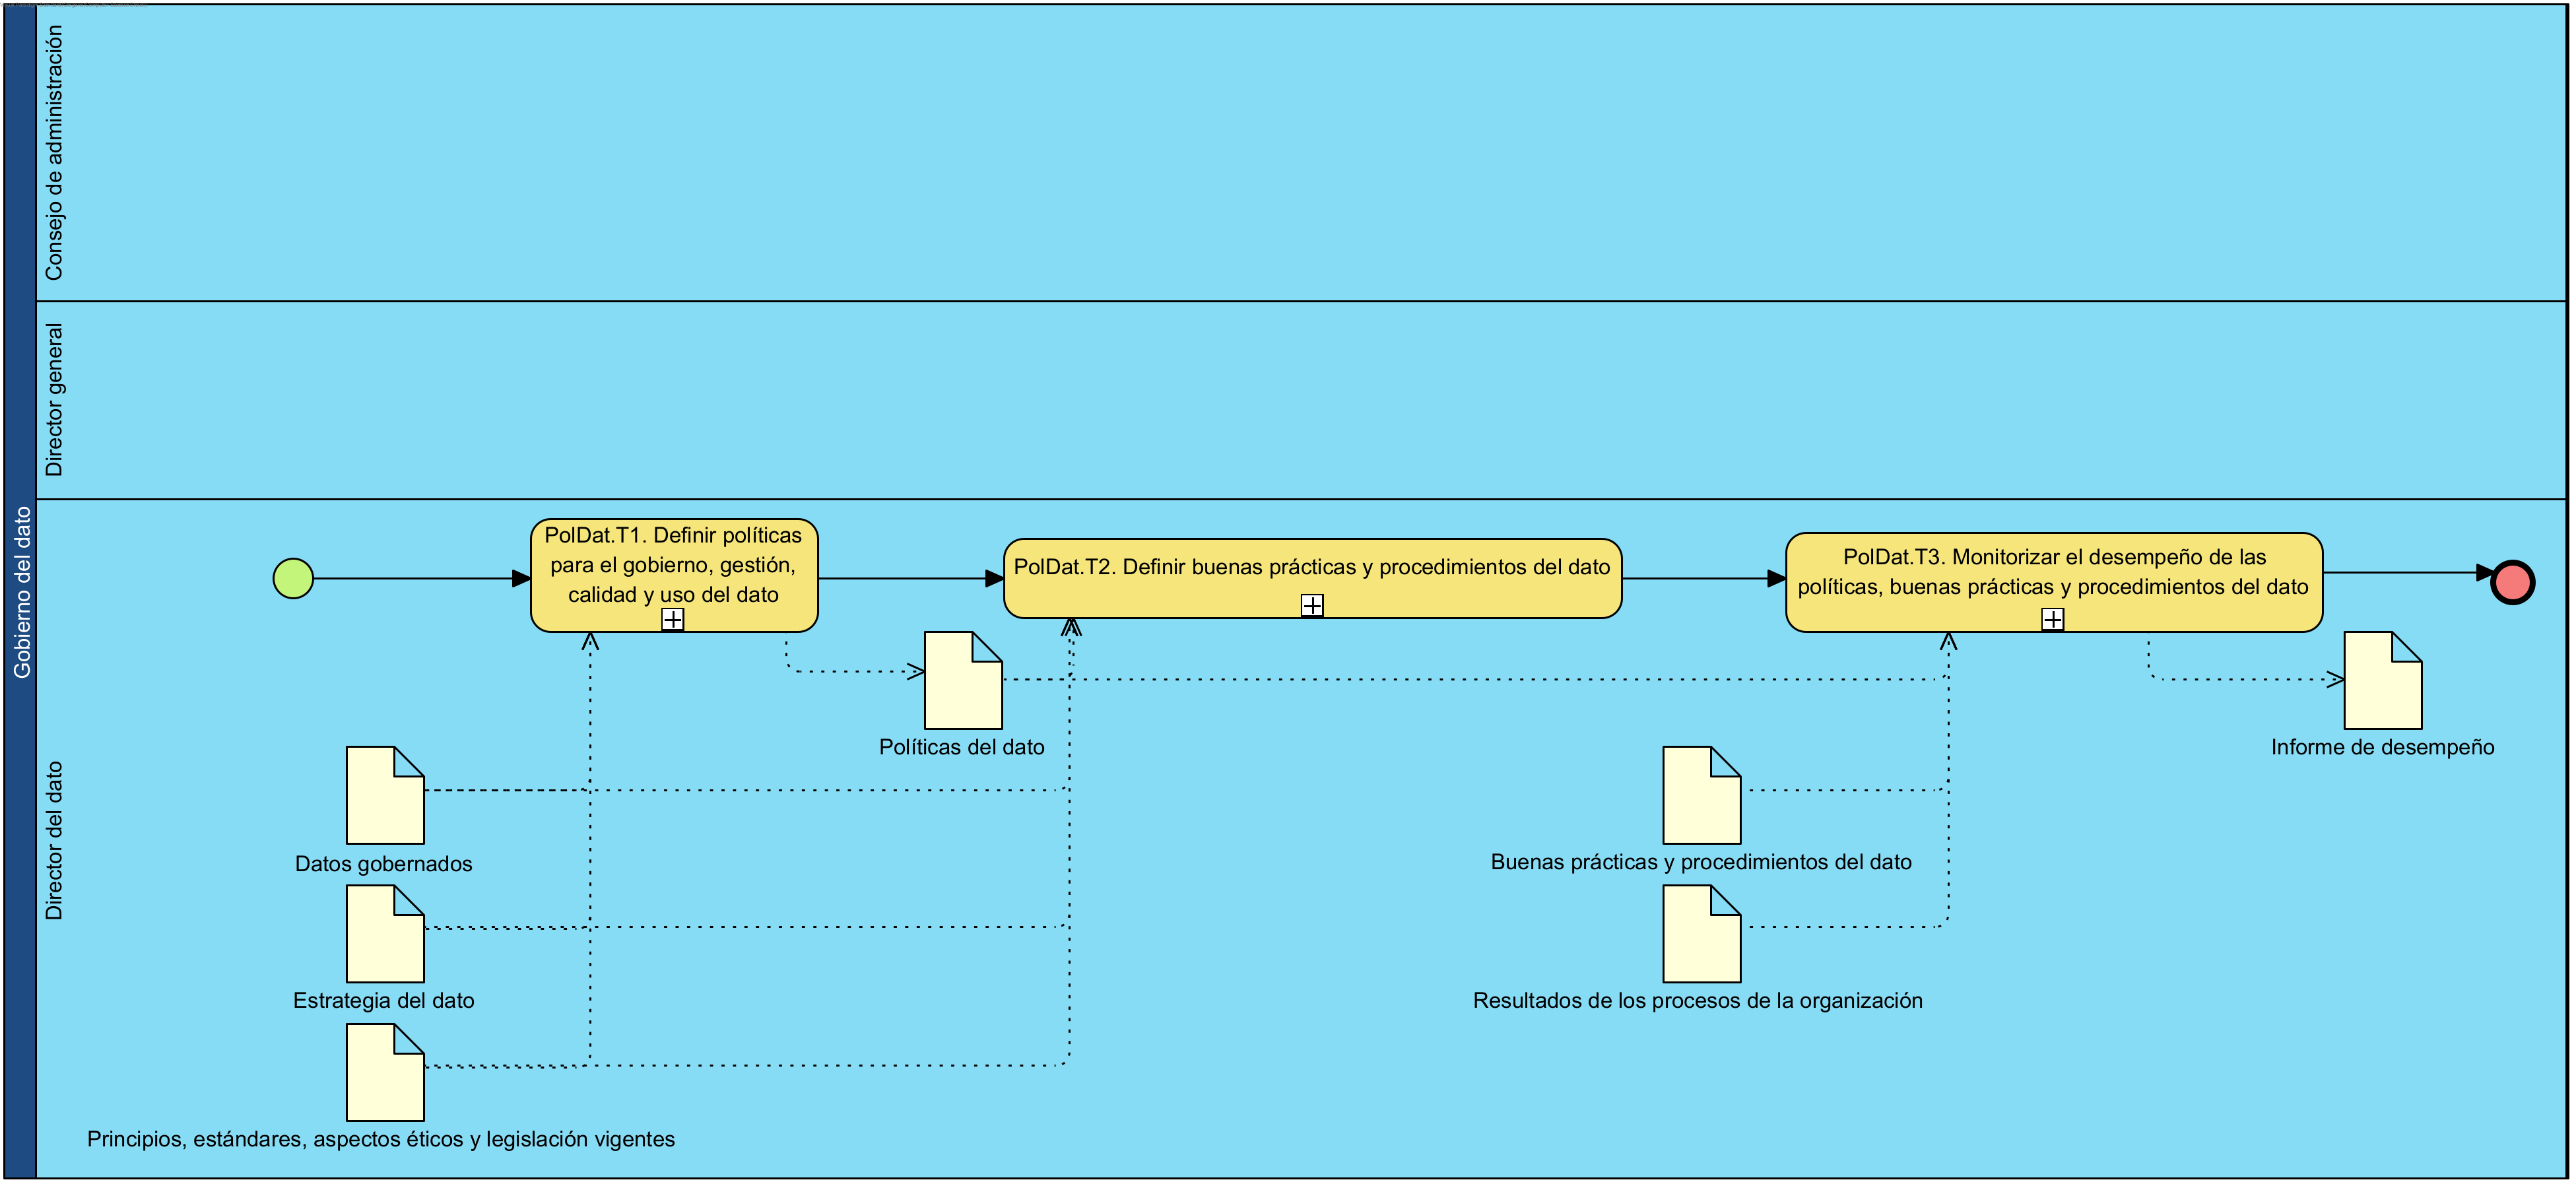 Gobierno del dato
Consejo de administración
Director general
Director del dato
PolDat.T1. Definir políticas
para el gobierno, gestión,
calidad y uso del dato
PolDat.T2. Definir buenas prácticas y procedimientos del dato
PolDat.T3. Monitorizar el desempeño de las
políticas, buenas prácticas y procedimientos del dato
Políticas del dato
Informe de desempeño
Datos gobernados
Buenas prácticas y procedimientos del dato
Estrategia del dato
Resultados de los procesos de la organización
Principios, estándares, aspectos éticos y legislación vigentes